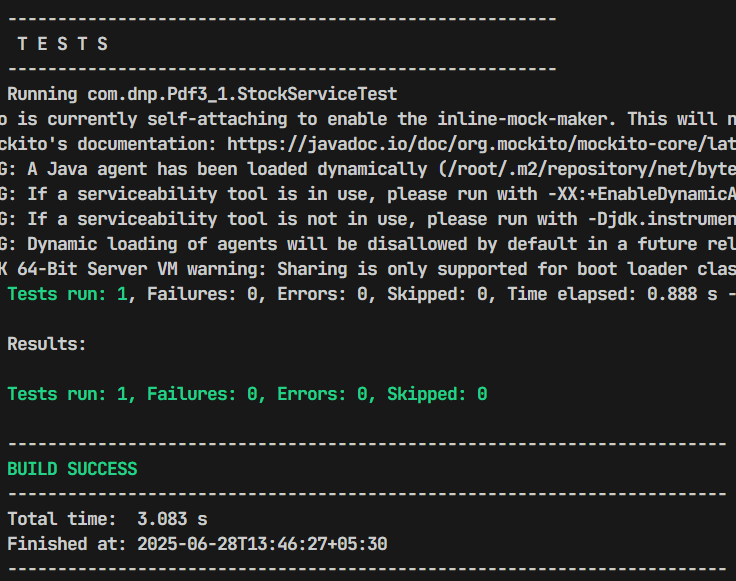 -------------------------------------------------------
T E S T S
-------------------------------------------------------
Running com.dnp.Pdf3_1.StockServiceTest
o is currently self-attaching to enable the inline-mock-maker. This will n
ckito's documentation: https://javadoc.io/doc/org.mockito/mockito-core/lat
G: A Java agent has been loaded dynamically (/root/.m2/repository/net/byte
G: If a serviceability tool is in use, please run with -XX:+EnableDynamicA
G: If a serviceability tool is not in use, please run with -Djdk.instrumen
G: Dynamic loading of agents will be disallowed by default in a future rel
K 64-Bit Server VM warning: Sharing is only supported for boot loader clas
Tests run: 1, Failures: 0, Errors: 0, Skipped: 0, Time elapsed: 0.888 s -
Results:
Tests run: 1, Failures: 0, Errors: 0, Skipped: 0
------------------------------------------------------------------------
BUILD SUCCESS
------------------------------------------------------------------------
Total time:  3.083 s
Finished at: 2025-06-28T13:46:27+05:30
------------------------------------------------------------------------